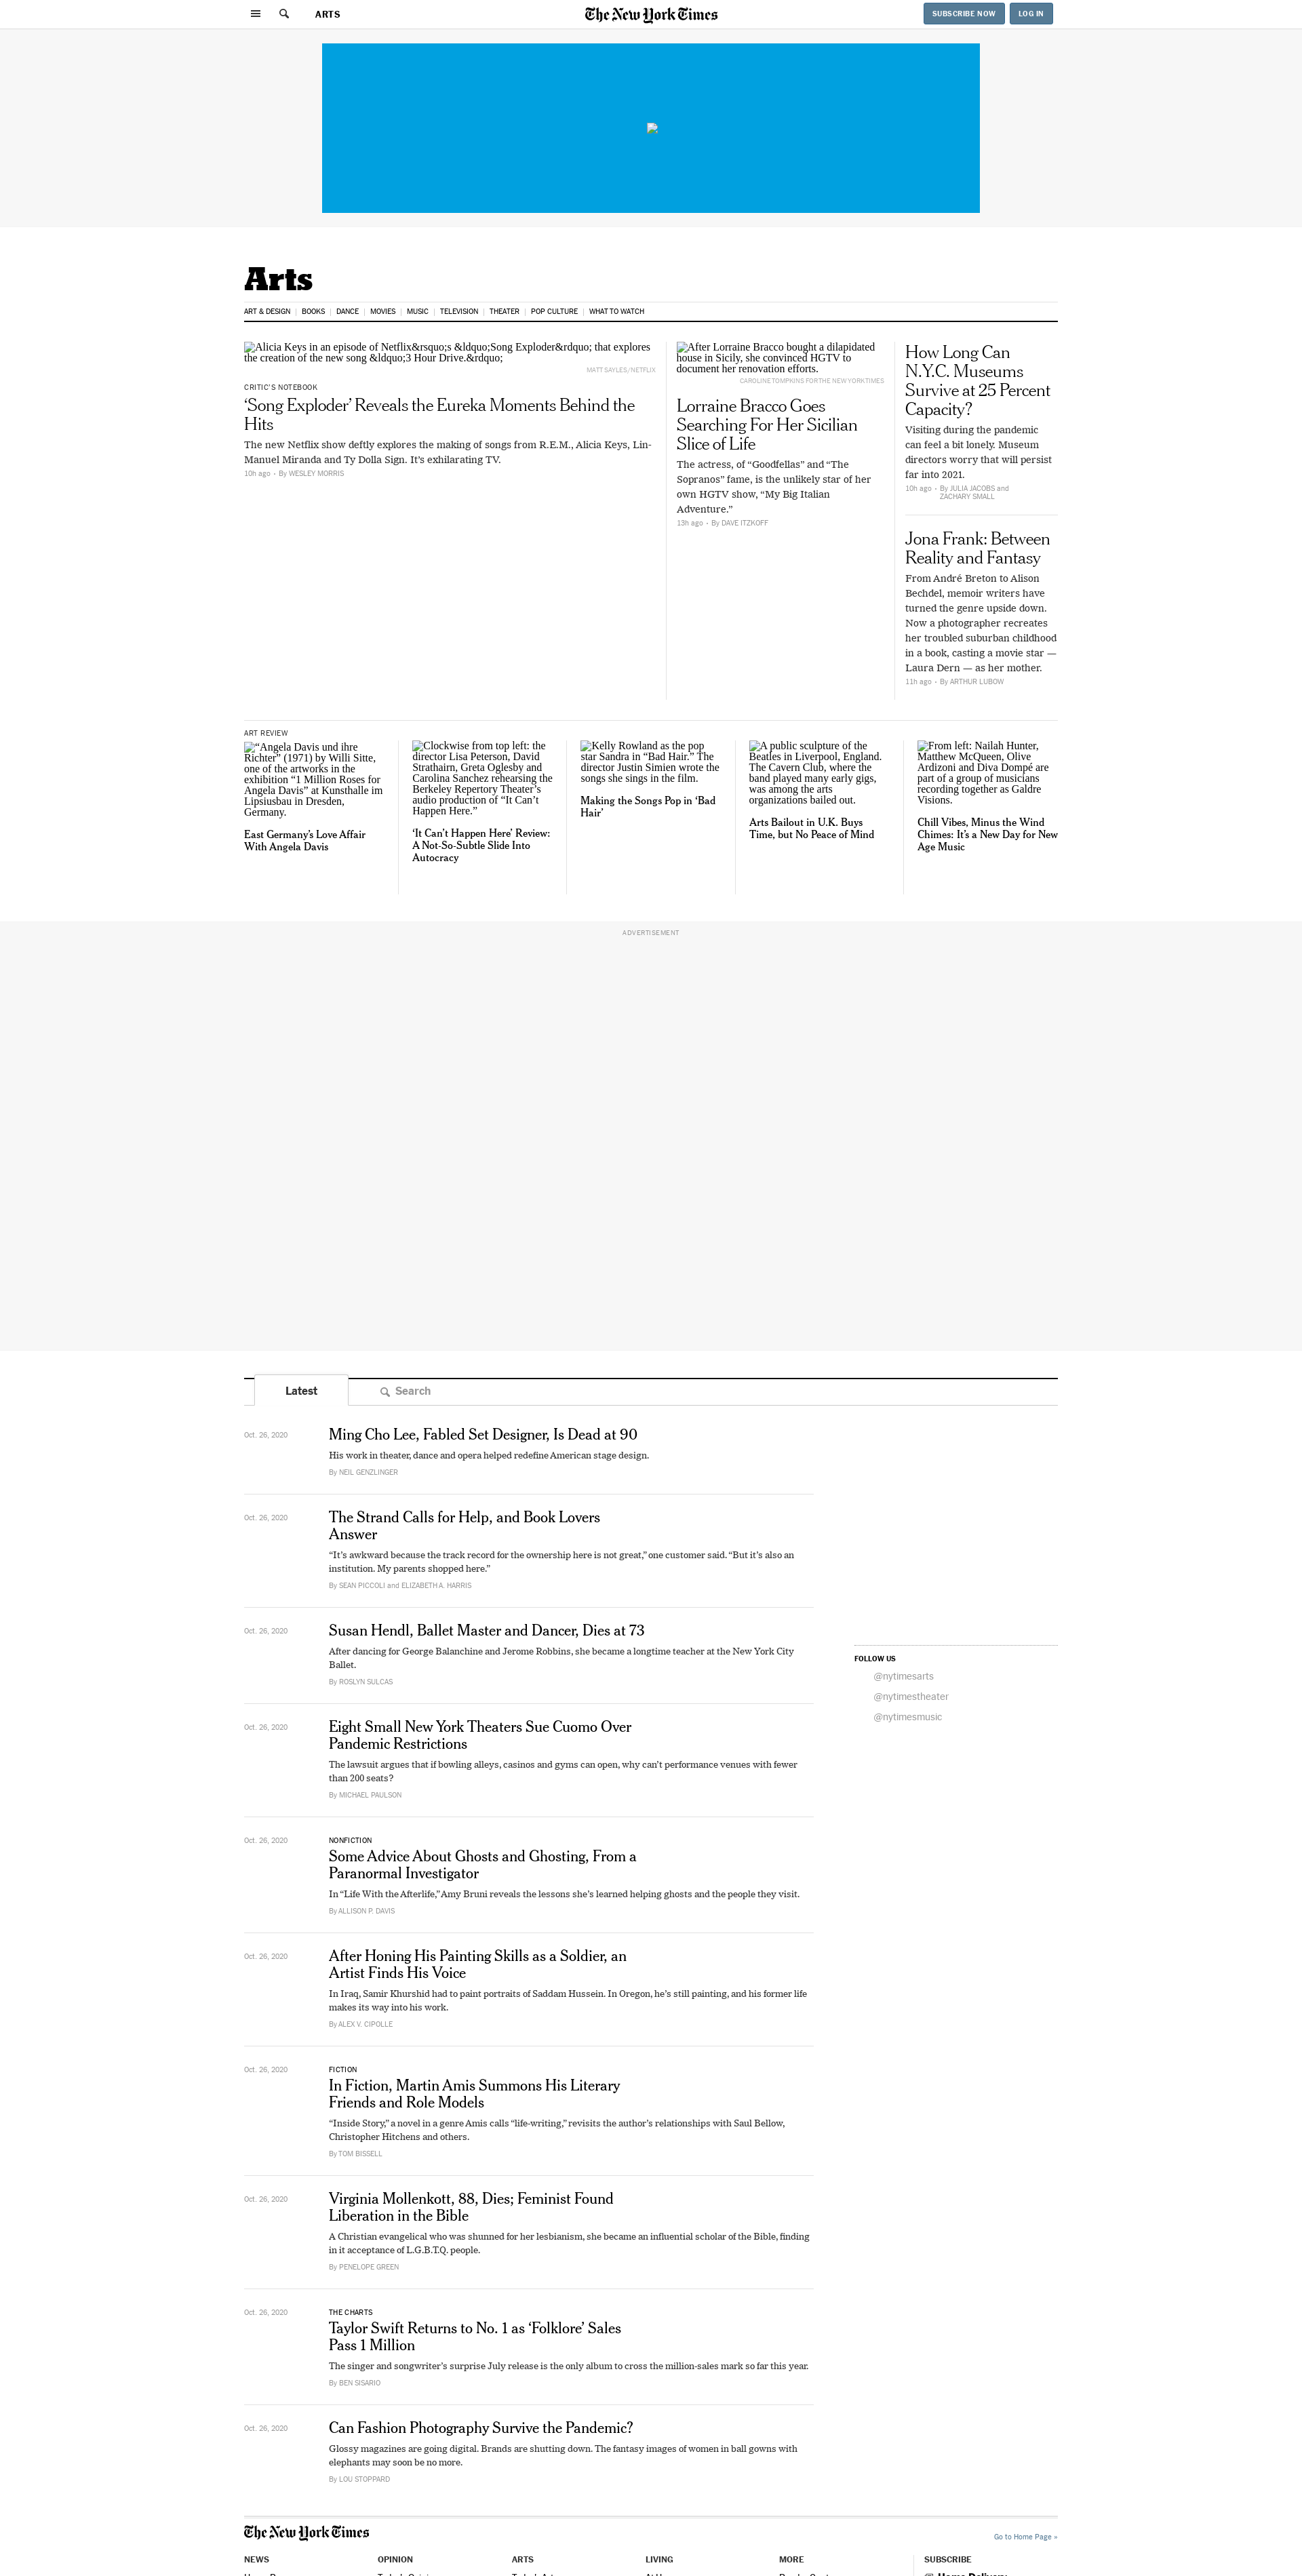 ARTS
The New York Times
SUBSCRIBE NOW
LOG IN
Arts
ART & DESIGN
BOOKS
DANCE
MOVIES
MUSIC
TELEVISION
THEATER
POP CULTURE
WHAT TO WATCH
Alicia Keys in an episode of Netflix&rsquo;s &ldquo;Song Exploder&rdquo; that explores
the creation of the new song &ldquo;3 Hour Drive.&rdquo;
MATT SAYLES/NETFLIX
CRITIC'S NOTEBOOK
‘Song Exploder’ Reveals the Eureka Moments Behind the
Hits
The new Netflix show deftly explores the making of songs from R.E.M., Alicia Keys, Lin-
Manuel Miranda and Ty Dolla Sign. It’s exhilarating TV.
10h ago · By WESLEY MORRIS
After Lorraine Bracco bought a dilapidated
house in Sicily, she convinced HGTV to
document her renovation efforts.
CAROLINE TOMPKINS FOR THE NEW YORK TIMES
Lorraine Bracco Goes
Searching For Her Sicilian
Slice of Life
The actress, of “Goodfellas” and “The
Sopranos” fame, is the unlikely star of her
own HGTV show, “My Big Italian
Adventure.”
13h ago · By DAVE ITZKOFF
How Long Can
N.Y.C. Museums
Survive at 25 Percent
Capacity?
Visiting during the pandemic
can feel a bit lonely. Museum
directors worry that will persist
far into 2021.
10h ago · By JULIA JACOBS and
ZACHARY SMALL
Jona Frank: Between
Reality and Fantasy
From André Breton to Alison
Bechdel, memoir writers have
turned the genre upside down.
Now a photographer recreates
her troubled suburban childhood
in a book, casting a movie star —
Laura Dern — as her mother.
11h ago · By ARTHUR LUBOW
ART REVIEW
“Angela Davis und ihre
Richter” (1971) by Willi Sitte,
one of the artworks in the
exhibition “1 Million Roses for
Angela Davis” at Kunsthalle im
Lipsiusbau in Dresden,
Germany.
East Germany’s Love Affair
With Angela Davis
Clockwise from top left: the
director Lisa Peterson, David
Strathairn, Greta Oglesby and
Carolina Sanchez rehearsing the
Berkeley Repertory Theater’s
audio production of “It Can’t
Happen Here.”
‘It Can’t Happen Here’ Review:
A Not-So-Subtle Slide Into
Autocracy
Kelly Rowland as the pop
star Sandra in “Bad Hair.” The
director Justin Simien wrote the
songs she sings in the film.
Making the Songs Pop in ‘Bad
Hair’
A public sculpture of the
Beatles in Liverpool, England.
The Cavern Club, where the
band played many early gigs,
was among the arts
organizations bailed out.
Arts Bailout in U.K. Buys
Time, but No Peace of Mind
From left: Nailah Hunter,
Matthew McQueen, Olive
Ardizoni and Diva Dompé are
part of a group of musicians
recording together as Galdre
Visions.
Chill Vibes, Minus the Wind
Chimes: It’s a New Day for New
Age Music
ADVERTISEMENT
Latest
Search
Oct. 26, 2020
Ming Cho Lee, Fabled Set Designer, Is Dead at 90
His work in theater, dance and opera helped redefine American stage design.
By NEIL GENZLINGER
Oct. 26, 2020
The Strand Calls for Help, and Book Lovers
Answer
“It’s awkward because the track record for the ownership here is not great,” one customer said. “But it’s also an
institution. My parents shopped here.”
By SEAN PICCOLI and ELIZABETH A. HARRIS
Oct. 26, 2020
Susan Hendl, Ballet Master and Dancer, Dies at 73
After dancing for George Balanchine and Jerome Robbins, she became a longtime teacher at the New York City
Ballet.
By ROSLYN SULCAS
FOLLOW US
@nytimesarts
@nytimestheater
@nytimesmusic
Oct. 26, 2020
Eight Small New York Theaters Sue Cuomo Over
Pandemic Restrictions
The lawsuit argues that if bowling alleys, casinos and gyms can open, why can’t performance venues with fewer
than 200 seats?
By MICHAEL PAULSON
Oct. 26, 2020
NONFICTION
Some Advice About Ghosts and Ghosting, From a
Paranormal Investigator
In “Life With the Afterlife,” Amy Bruni reveals the lessons she’s learned helping ghosts and the people they visit.
By ALLISON P. DAVIS
Oct. 26, 2020
After Honing His Painting Skills as a Soldier, an
Artist Finds His Voice
In Iraq, Samir Khurshid had to paint portraits of Saddam Hussein. In Oregon, he’s still painting, and his former life
makes its way into his work.
By ALEX V. CIPOLLE
Oct. 26, 2020
FICTION
In Fiction, Martin Amis Summons His Literary
Friends and Role Models
“Inside Story,” a novel in a genre Amis calls “life-writing,” revisits the author’s relationships with Saul Bellow,
Christopher Hitchens and others.
By TOM BISSELL
Oct. 26, 2020
Virginia Mollenkott, 88, Dies; Feminist Found
Liberation in the Bible
A Christian evangelical who was shunned for her lesbianism, she became an influential scholar of the Bible, finding
in it acceptance of L.G.B.T.Q. people.
By PENELOPE GREEN
Oct. 26, 2020
THE CHARTS
Taylor Swift Returns to No. 1 as ‘Folklore’ Sales
Pass 1 Million
The singer and songwriter’s surprise July release is the only album to cross the million-sales mark so far this year.
By BEN SISARIO
Oct. 26, 2020
Can Fashion Photography Survive the Pandemic?
Glossy magazines are going digital. Brands are shutting down. The fantasy images of women in ball gowns with
elephants may soon be no more.
By LOU STOPPARD
The New York Times
Go to Home Page »
NEWS
OPINION
ARTS
LIVING
MORE
SUBSCRIBE